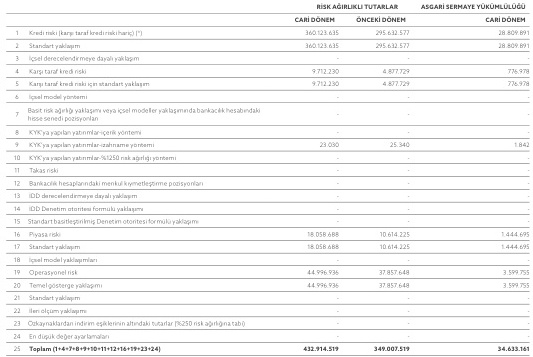 RİSK AĞIRLIKLI TUTARLAR ASGARİ SERMAYE YÜKÜMLÜLÜĞÜ
CARİ DÖNEM ÖNCEKİ DÖNEM CARİ DÖNEM
1 Kredi riski (karşı taraf kredi riski hariç) (*) 360.123.635 295.632.577 28.809.891
2 Standart yaklaşım 360.123.635 295.632.577 28.809.891
3 İçsel derecelendirmeye dayalı yaklaşım - - -
4 Karşı taraf kredi riski 9.712.230 4.877.729 776.978
5 Karşı taraf kredi riski için standart yaklaşım 9.712.230 4.877.729 776.978
6 İçsel model yöntemi - - -
7 Basit risk ağırlığı yaklaşımı veya içsel modeller yaklaşımında bankacılık hesabındaki
hisse senedi pozisyonları - - -
8 KYK'ya yapılan yatırımlar-içerik yöntemi - - -
9 KYK'ya yapılan yatırımlar-izahname yöntemi 23.030 25.340 1.842
10 KYK'ya yapılan yatırımlar-%1250 risk ağırlığı yöntemi - - -
11 Takas riski - - -
12 Bankacılık hesaplarındaki menkul kıymetleştirme pozisyonları - - -
13 İDD derecelendirmeye dayalı yaklaşım - - -
14 İDD Denetim otoritesi formülü yaklaşımı - - -
15 Standart basitleştirilmiş Denetim otoritesi formülü yaklaşımı - - -
16 Piyasa riski 18.058.688 10.614.225 1.444.695
17 Standart yaklaşım 18.058.688 10.614.225 1.444.695
18 İçsel model yaklaşımları - - -
19 Operasyonel risk 44.996.936 37.857.648 3.599.755
20 Temel gösterge yaklaşımı 44.996.936 37.857.648 3.599.755
21 Standart yaklaşım - - -
22 İleri ölçüm yaklaşımı - - -
23 Özkaynaklardan indirim eşiklerinin altındaki tutarlar (%250 risk ağırlığına tabi) - - -
24 En düşük değer ayarlamaları - - -
25 Toplam (1+4+7+8+9+10+11+12+16+19+23+24) 432.914.519 349.007.519 34.633.161